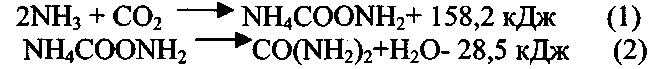 2NH₃ + CO₂ ⟶ NH₄COONH₂+ 158,2 кДж (1)
NH₄COONH₂ ⟶ CO(NH₂)₂+H₂O- 28,5 кДж (2)